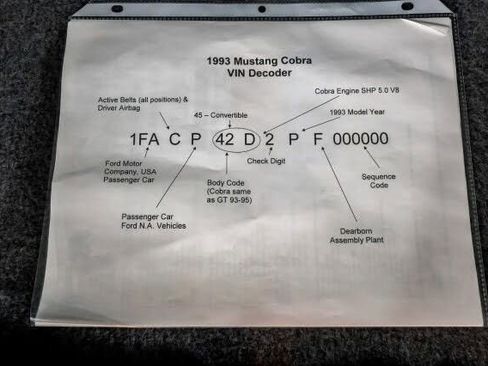 1993 Mustang Cobra
VIN Decoder
Cobra Engine SHP 5.0 V8
Active Belts (all positions) &
Driver Airbag
45 – Convertible
1993 Model Year
1FA C P 42 D 2 P F 000000
Ford Motor
Company, USA
Passenger Car
Check Digit
Body Code
(Cobra same
as GT 93-95)
Sequence
Code
Passenger Car
Ford N.A. Vehicles
Dearborn
Assembly Plant